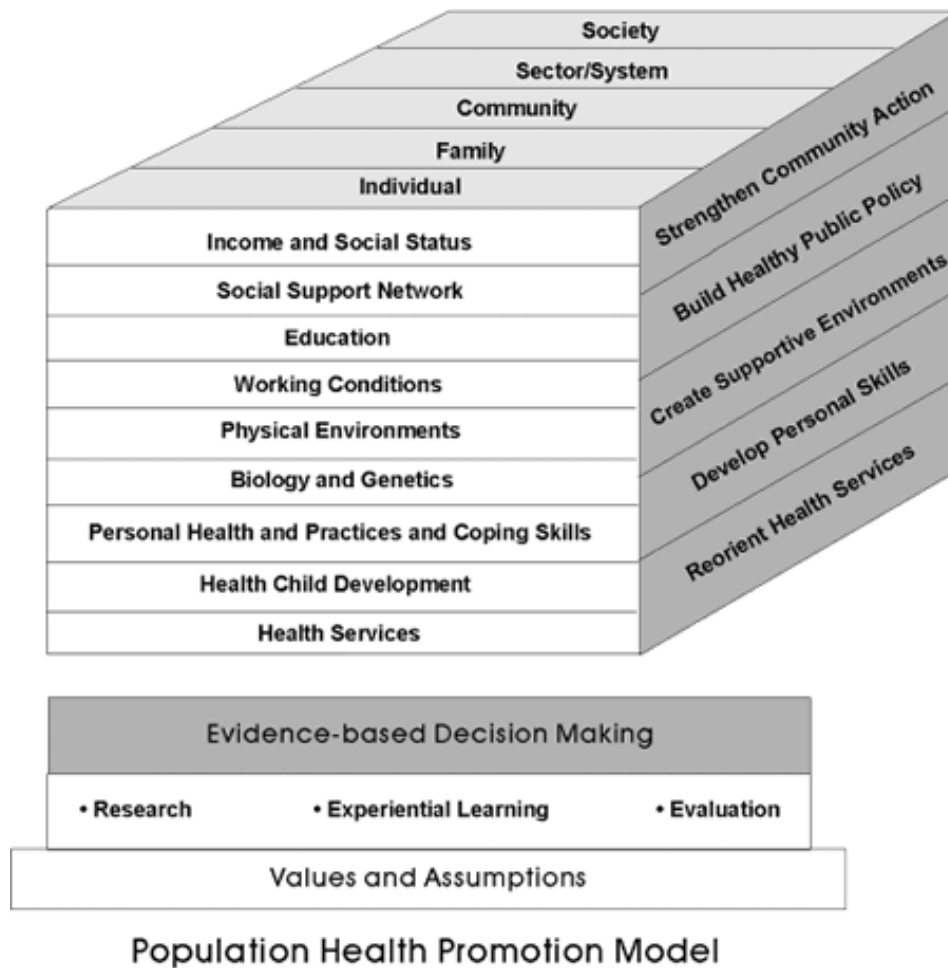 Society
Sector/System
Community
Family
Individual
Income and Social Status
Social Support Network
Education
Working Conditions
Physical Environments
Biology and Genetics
Personal Health and Practices and Coping Skills
Health Child Development
Health Services
Strengthen Community Action
Build Healthy Public Policy
Create Supportive Environments
Develop Personal Skills
Reorient Health Services
Evidence-based Decision Making
• Research • Experiential Learning • Evaluation
Values and Assumptions
Population Health Promotion Model